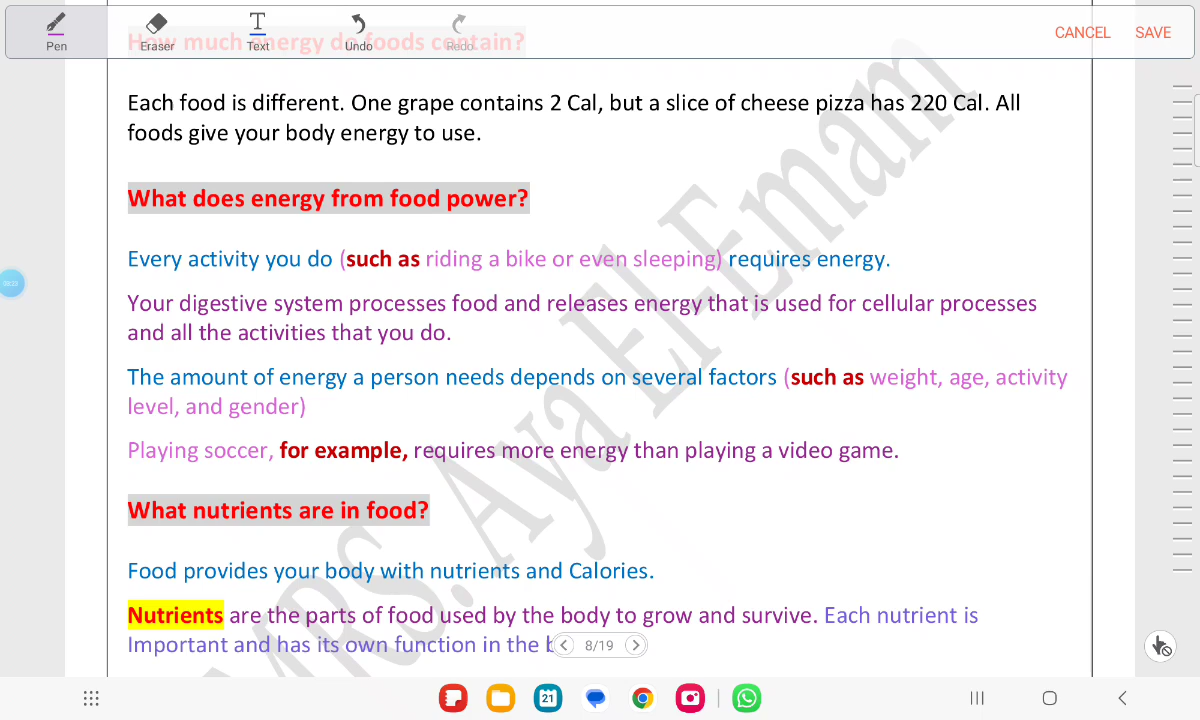 Pen
Eraser
Text
Undo
Redo
CANCEL
SAVE
How much energy do foods contain?
Each food is different. One grape contains 2 Cal, but a slice of cheese pizza has 220 Cal. All
foods give your body energy to use.
What does energy from food power?
Every activity you do (such as riding a bike or even sleeping) requires energy.
Your digestive system processes food and releases energy that is used for cellular processes
and all the activities that you do.
The amount of energy a person needs depends on several factors (such as weight, age, activity
level, and gender)
Playing soccer, for example, requires more energy than playing a video game.
What nutrients are in food?
Food provides your body with nutrients and Calories.
Nutrients are the parts of food used by the body to grow and survive. Each nutrient is
Important and has its own function in the
8/19
MRS. Aya El-Emam
21